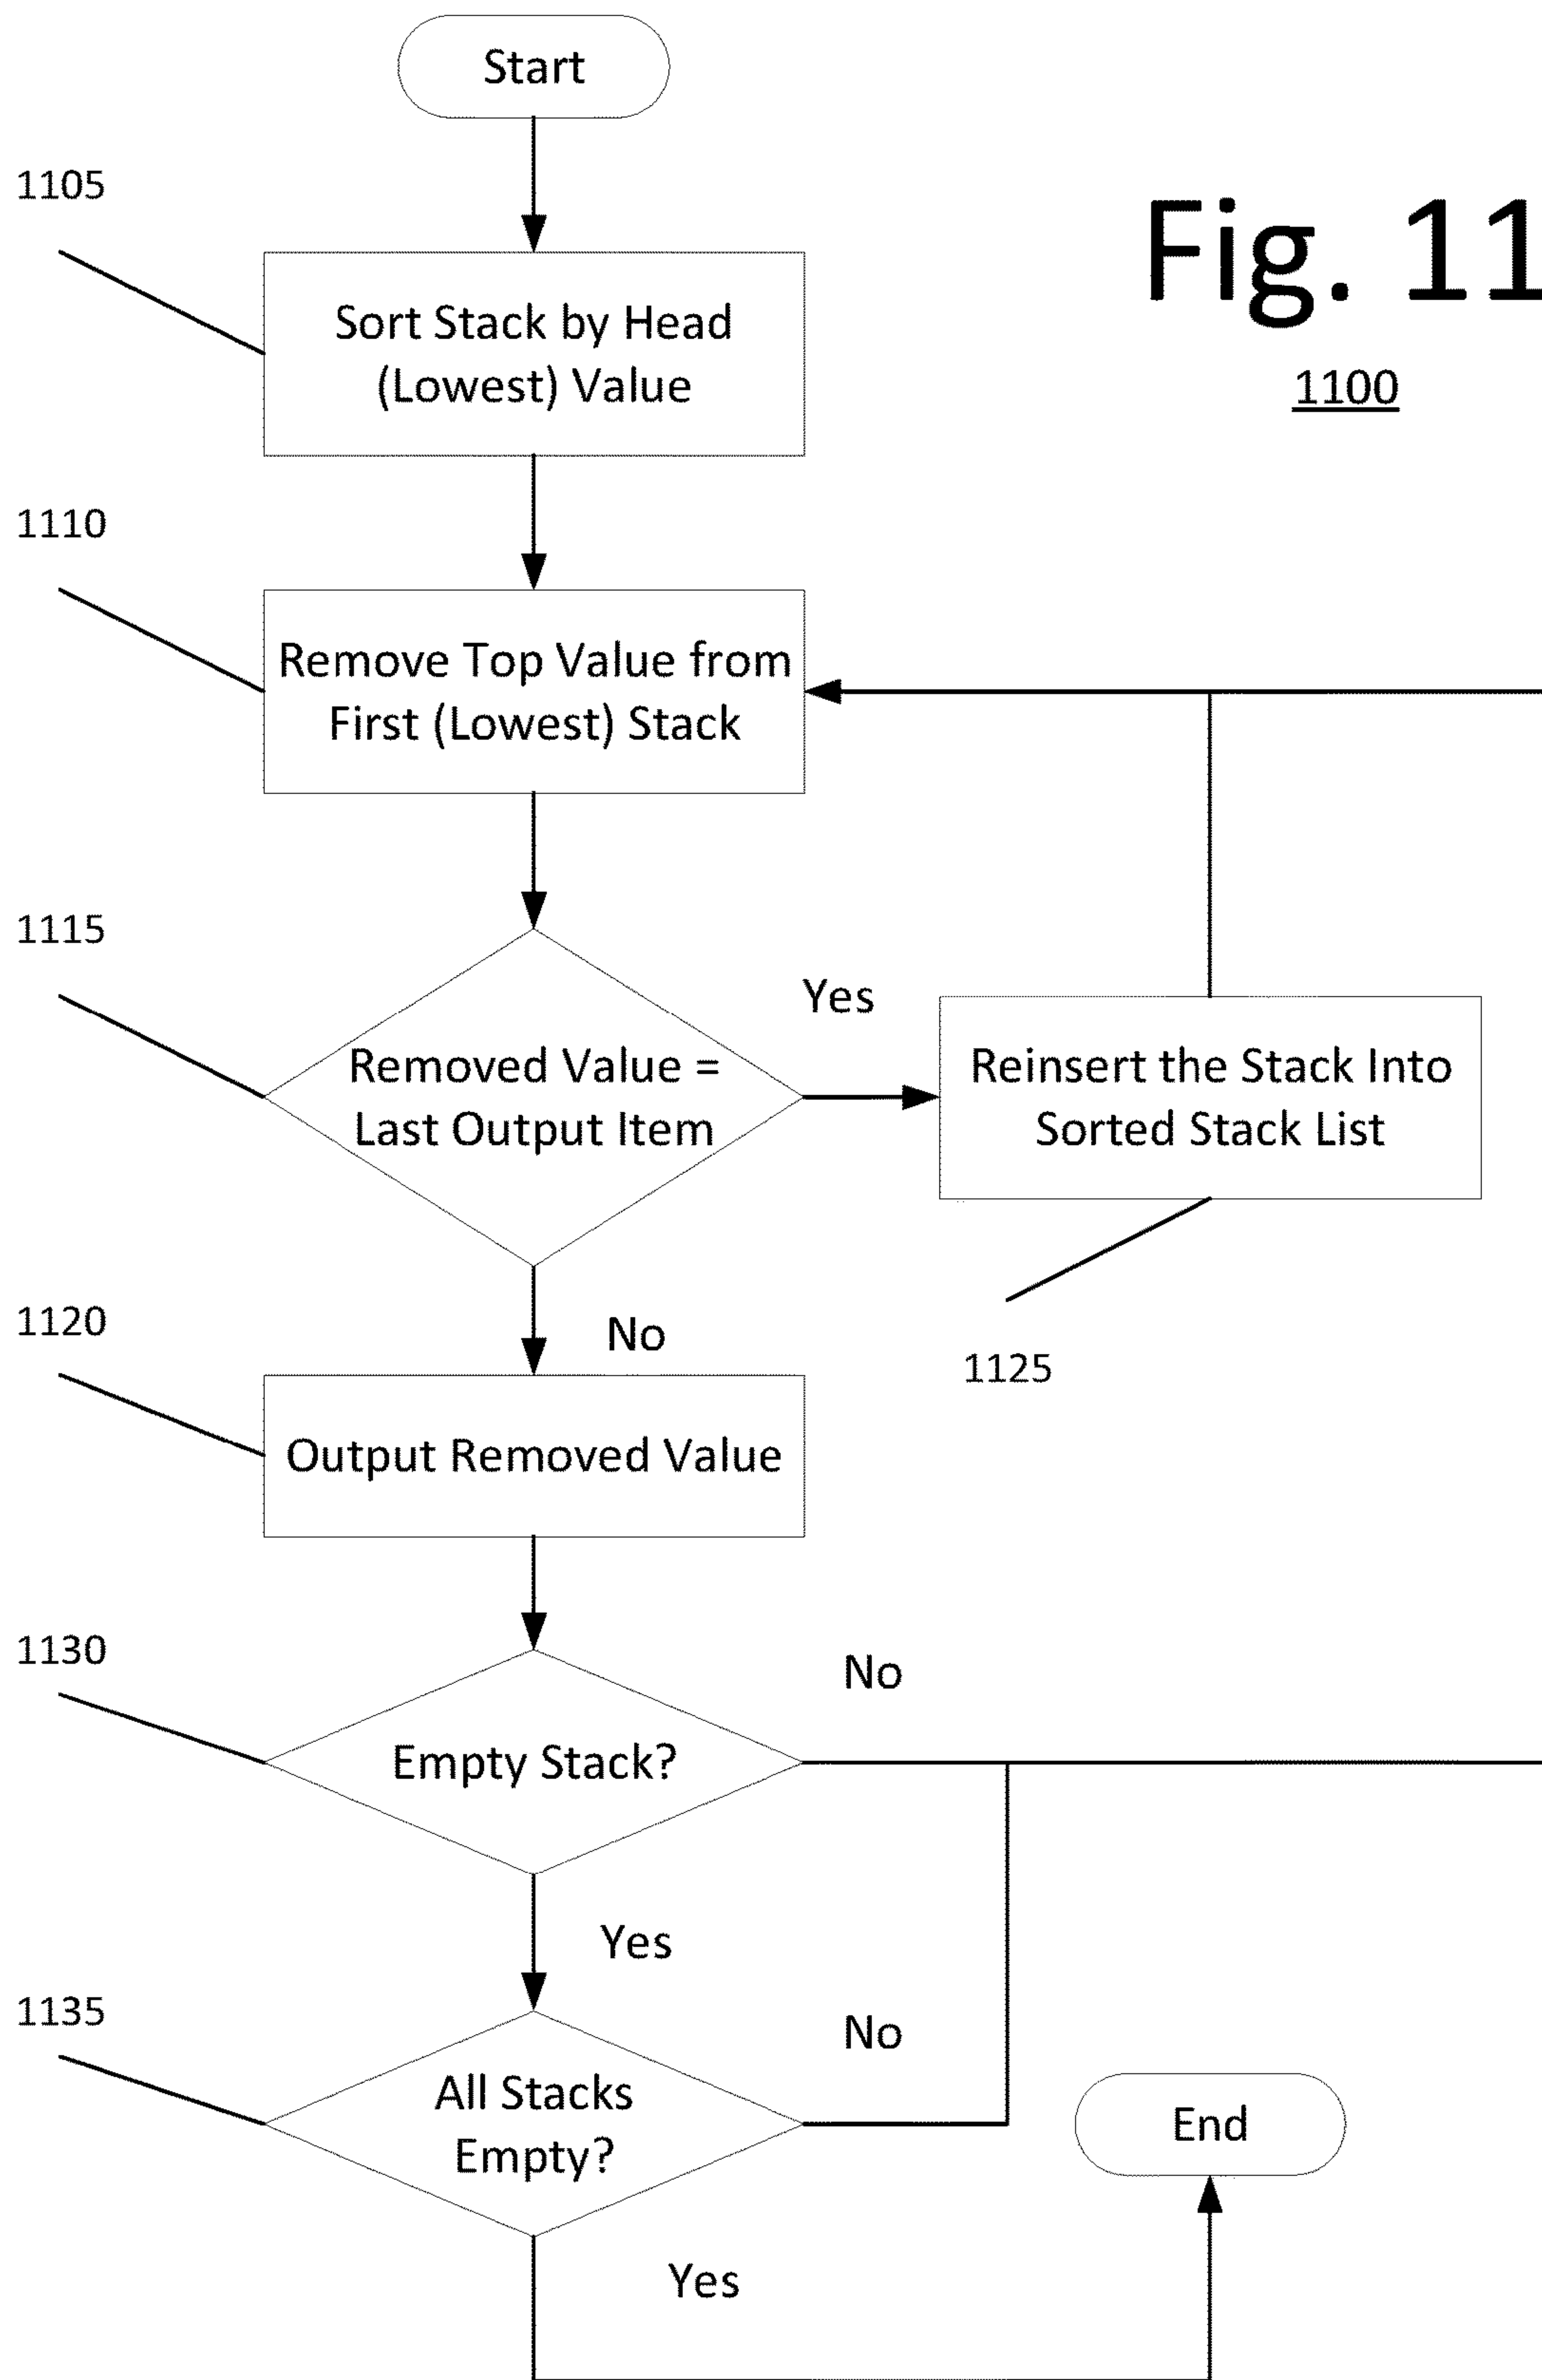 Start
1105
Fig. 11
1100
Sort Stack by Head
(Lowest) Value
1110
Remove Top Value from
First (Lowest) Stack
1115
Yes
Removed Value =
Last Output Item
Reinsert the Stack Into
Sorted Stack List
1120
No
1125
Output Removed Value
1130
No
Empty Stack?
Yes
1135
No
All Stacks
Empty?
End
Yes